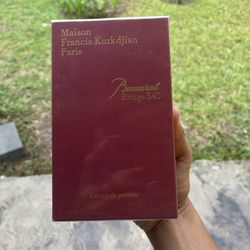 Maison
Francis Kurkdjian
Paris
Baccarat
Rouge 540
Extrait de parfum